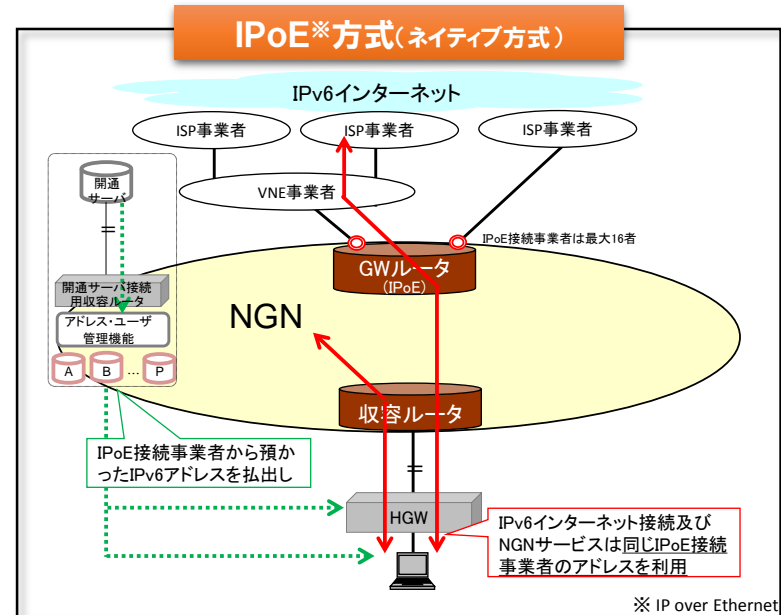 IPoE※方式(ネイティブ方式)
IPv6インターネット
ISP事業者
ISP事業者
ISP事業者
開通
サーバ
VNE事業者
IPoE接続事業者は最大16者
GWルータ
(IPoE)
開通サーバ接続
用収容ルータ
アドレス・ユーザ
管理機能
NGN
A
B
…
P
収容ルータ
IPoE接続事業者から預か
ったIPv6アドレスを払出し
HGW
IPv6インターネット接続及び
NGNサービスは同じIPoE接続
事業者のアドレスを利用
※ IP over Ethernet